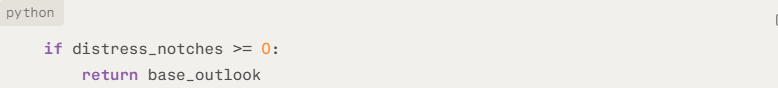 python
if distress_notches >= 0:
    return base_outlook